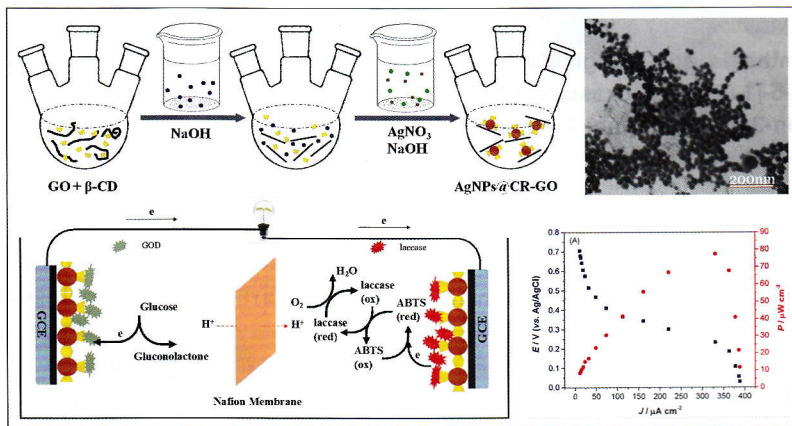 NaOH
AgNO3
NaOH
GO + β-CD
AgNPs@CR-GO
200nm
e
e
GOD
laccase
GCE
Glucose
e
Gluconolactone
H+
H+
Nafion Membrane
O2
H2O
laccase
(ox)
laccase
(red)
ABTS
(red)
ABTS
(ox)
e
GCE
(A)
E / V (vs. Ag/AgCl)
0.8
0.7
0.6
0.5
0.4
0.3
0.2
0.1
0.0
90
80
70
60
50
40
30
20
10
0
P / μW cm-2
0 50 100 150 200 250 300 350 400
J / μA cm-2